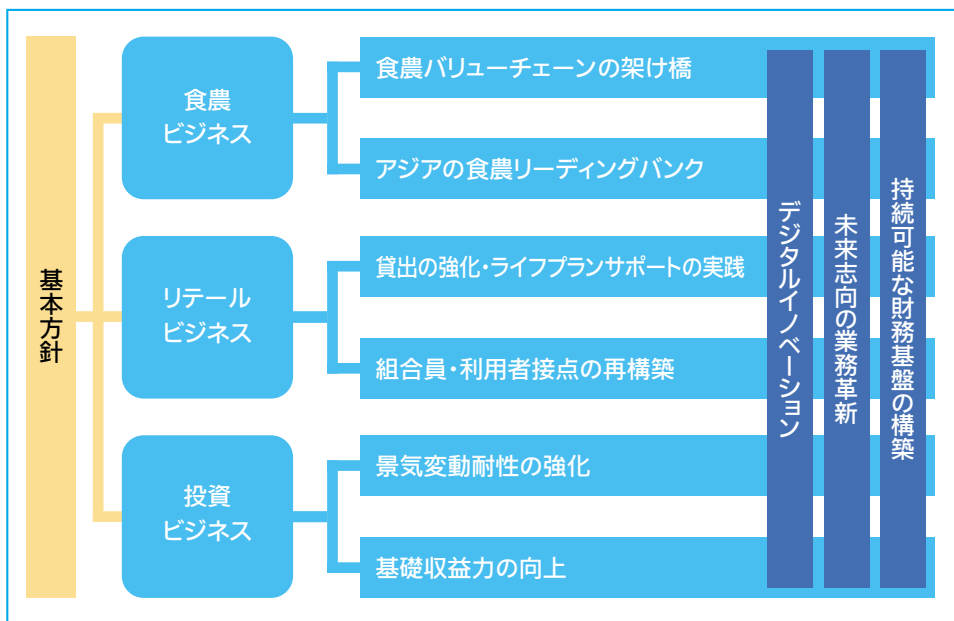 基本方針
食農
ビジネス
食農バリューチェーンの架け橋
アジアの食農リーディングバンク
リテール
ビジネス
貸出の強化・ライフプランサポートの実践
組合員・利用者接点の再構築
投資
ビジネス
景気変動耐性の強化
基礎収益力の向上
デジタルイノベーション
未来志向の業務革新
持続可能な財務基盤の構築